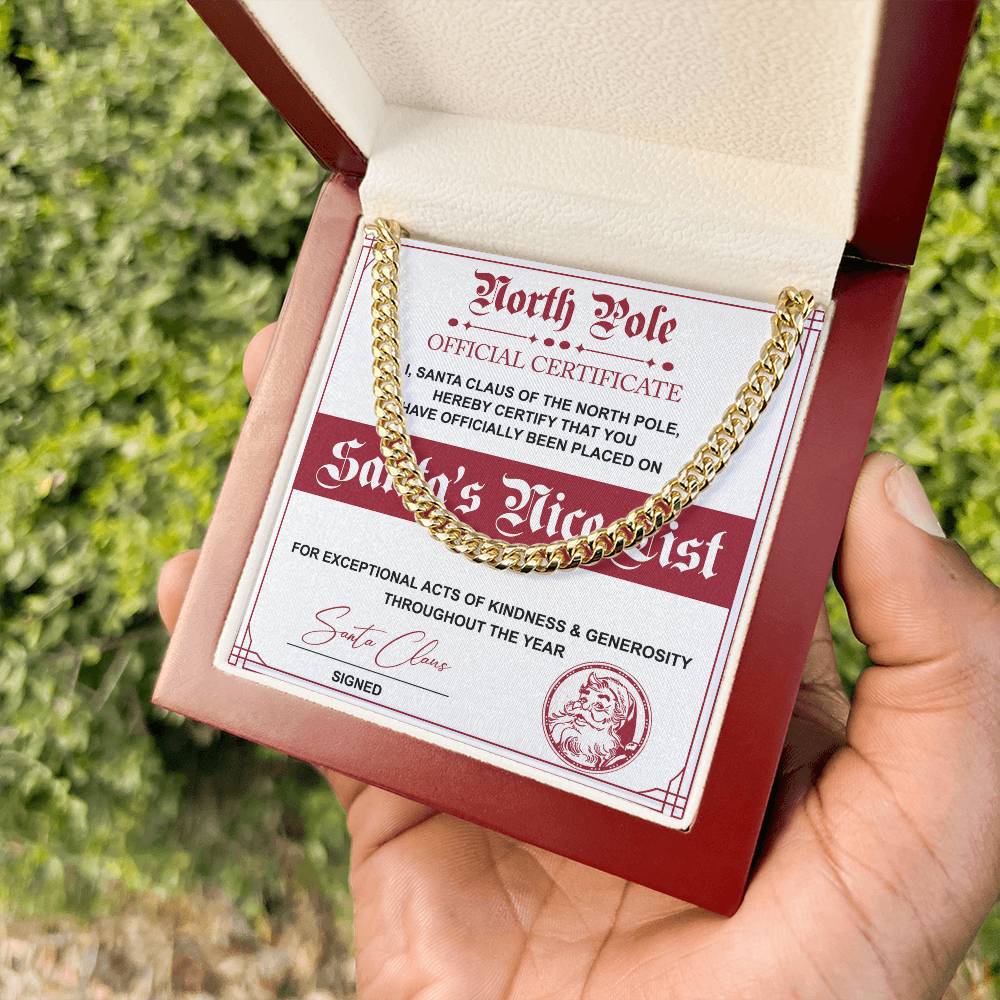 North Pole
OFFICIAL CERTIFICATE
I, SANTA CLAUS OF THE NORTH POLE,
HEREBY CERTIFY THAT YOU
HAVE OFFICIALLY BEEN PLACED ON
Santa's Nice List
FOR EXCEPTIONAL ACTS OF KINDNESS & GENEROSITY
THROUGHOUT THE YEAR
Santa Claus
SIGNED